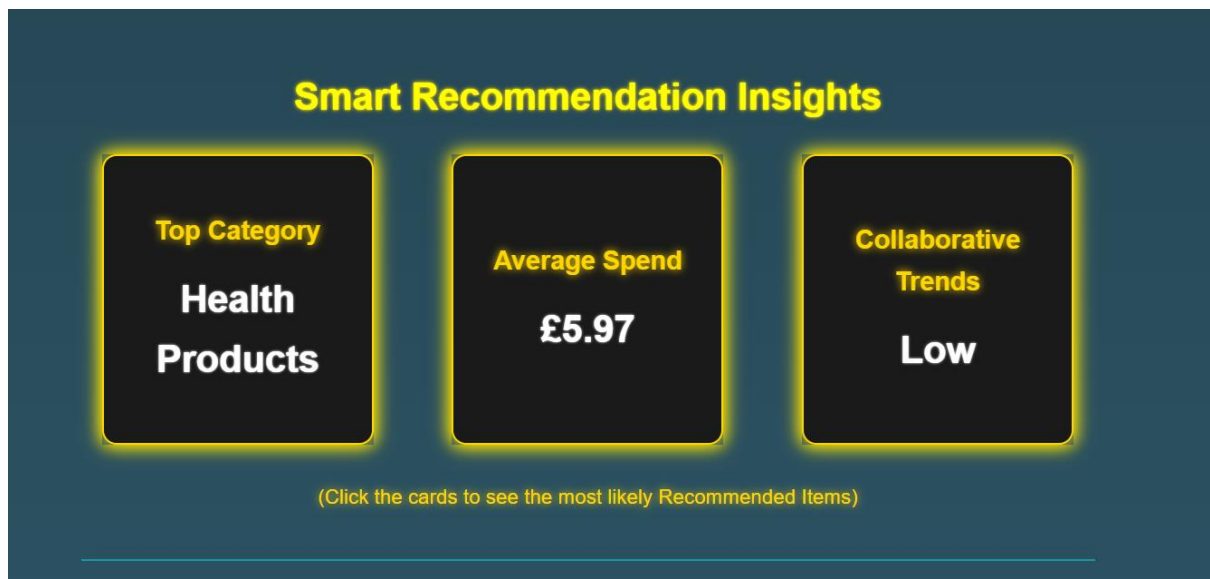 Smart Recommendation Insights
Top Category
Health
Products
Average Spend
£5.97
Collaborative
Trends
Low
(Click the cards to see the most likely Recommended Items)